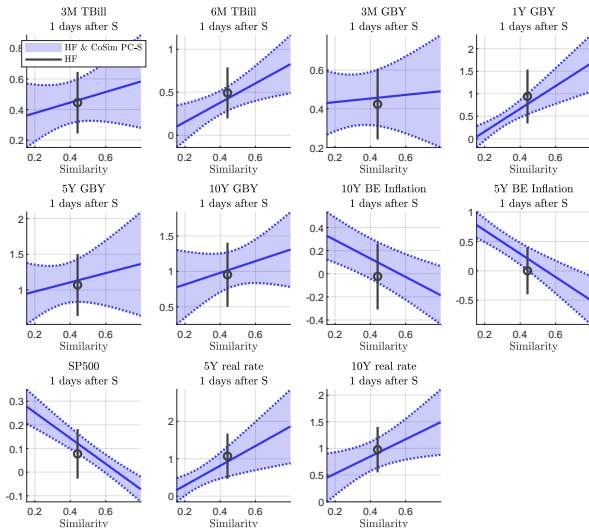 3M TBill
1 days after S
0.8
0.6
0.4
0.2
0.2 0.4 0.6
Similarity
HF & CoSim PC-S
HF
6M TBill
1 days after S
1
0.5
0
0.2 0.4 0.6
Similarity
3M GBY
1 days after S
0.6
0.4
0.2
0.2 0.4 0.6
Similarity
1Y GBY
1 days after S
2
1.5
1
0.5
0
0.2 0.4 0.6
Similarity
5Y GBY
1 days after S
2
1.5
1
0.2 0.4 0.6
Similarity
10Y GBY
1 days after S
1.5
1
0.5
0.2 0.4 0.6
Similarity
10Y BE Inflation
1 days after S
0.4
0.2
0
-0.2
-0.4
0.2 0.4 0.6
Similarity
5Y BE Inflation
1 days after S
1
0.5
0
-0.5
0.2 0.4 0.6
Similarity
SP500
1 days after S
0.3
0.2
0.1
0
-0.1
0.2 0.4 0.6
Similarity
5Y real rate
1 days after S
2
1
0
0.2 0.4 0.6
Similarity
10Y real rate
1 days after S
2
1.5
1
0.5
0
0.2 0.4 0.6
Similarity